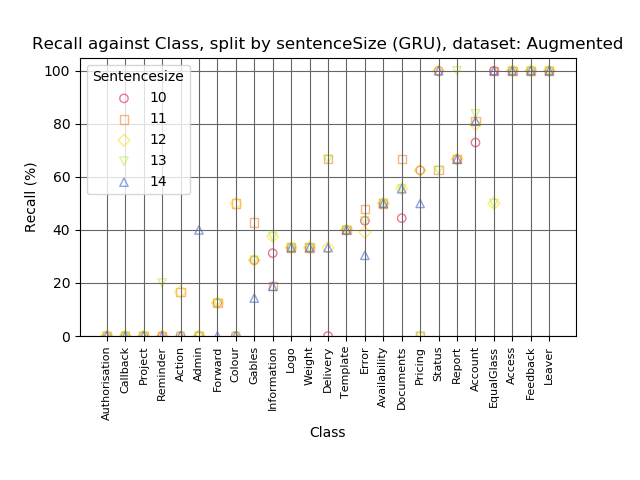 Recall against Class, split by sentenceSize (GRU), dataset: Augmented
Sentencesize
10
11
12
13
14
Recall (%)
100
80
60
40
20
0
Authorisation
Callback
Project
Reminder
Action
Admin
Forward
Colour
Gables
Information
Logo
Weight
Delivery
Template
Error
Availability
Documents
Pricing
Status
Report
Account
EqualGlass
Access
Feedback
Leaver
Class